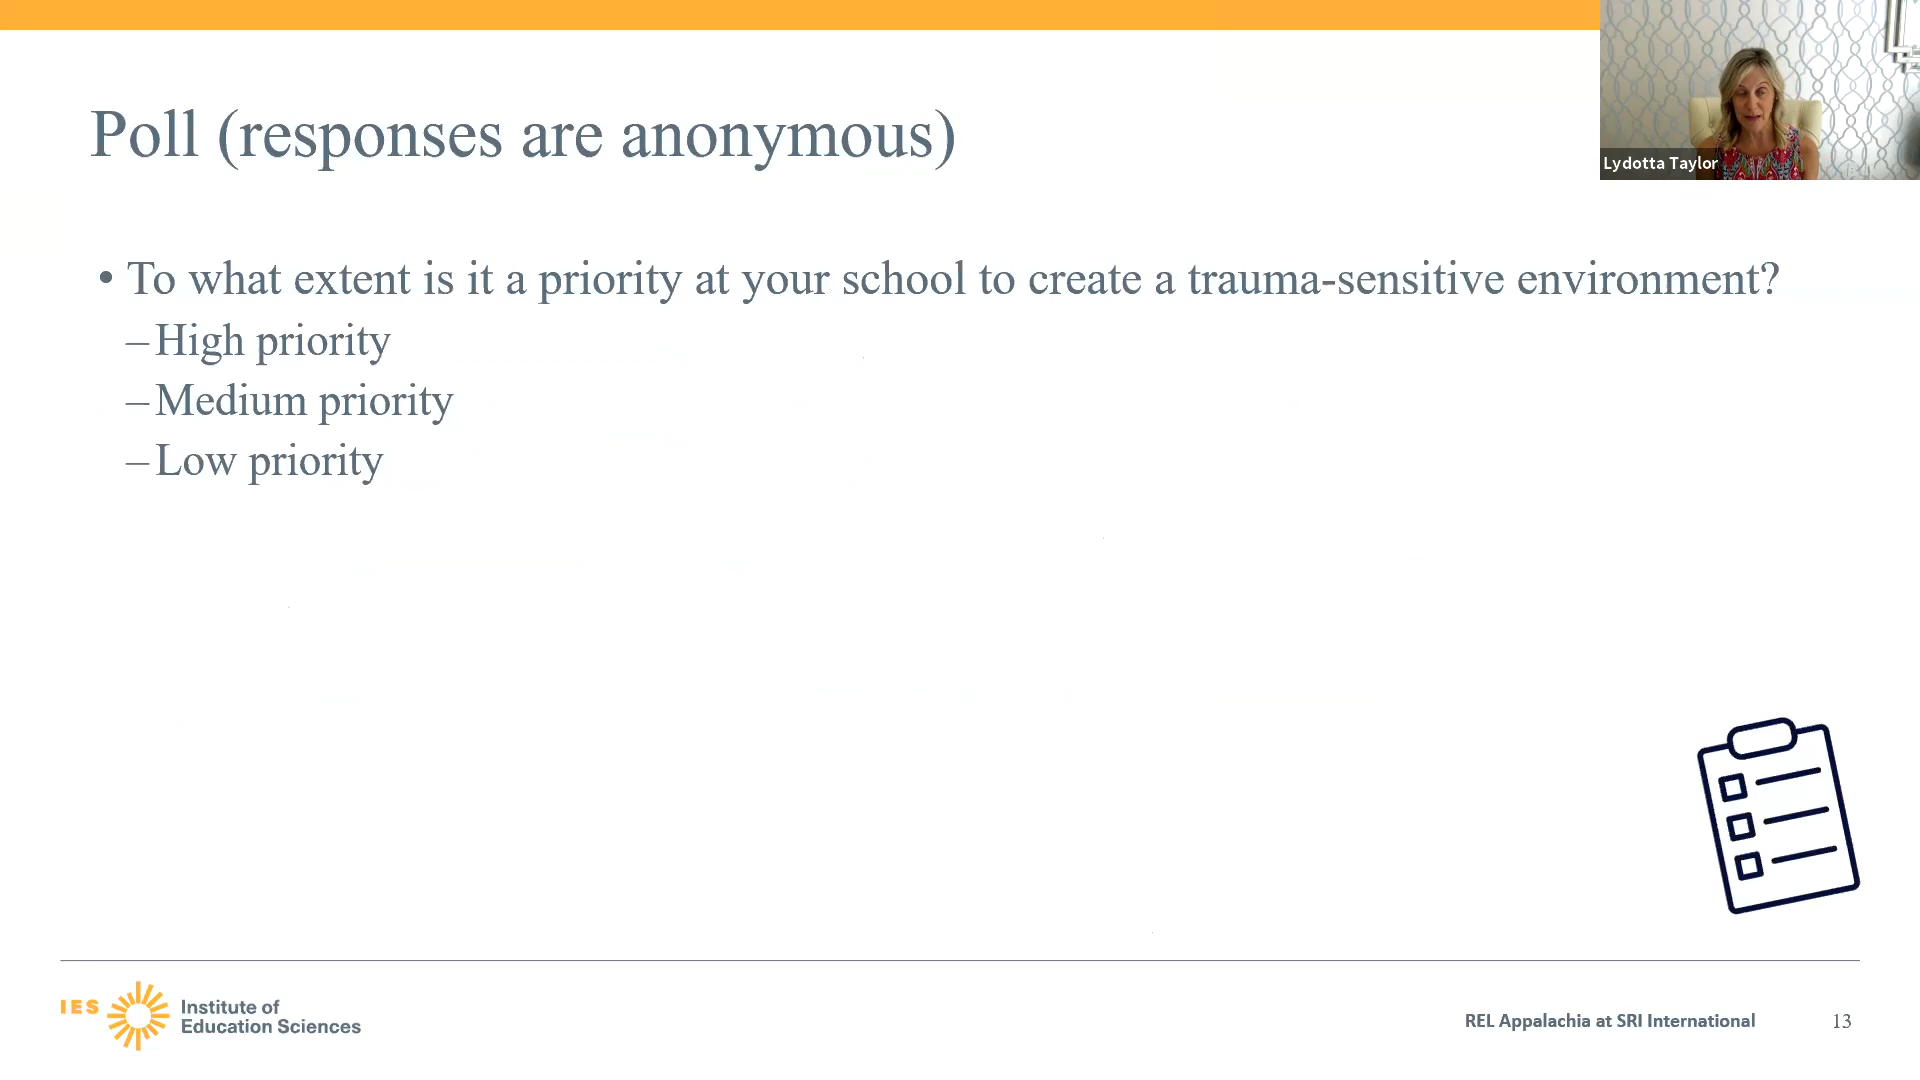 Poll (responses are anonymous)
Lydotta Taylor
• To what extent is it a priority at your school to create a trauma-sensitive environment?
– High priority
– Medium priority
– Low priority
IES
Institute of
Education Sciences
REL Appalachia at SRI International
13